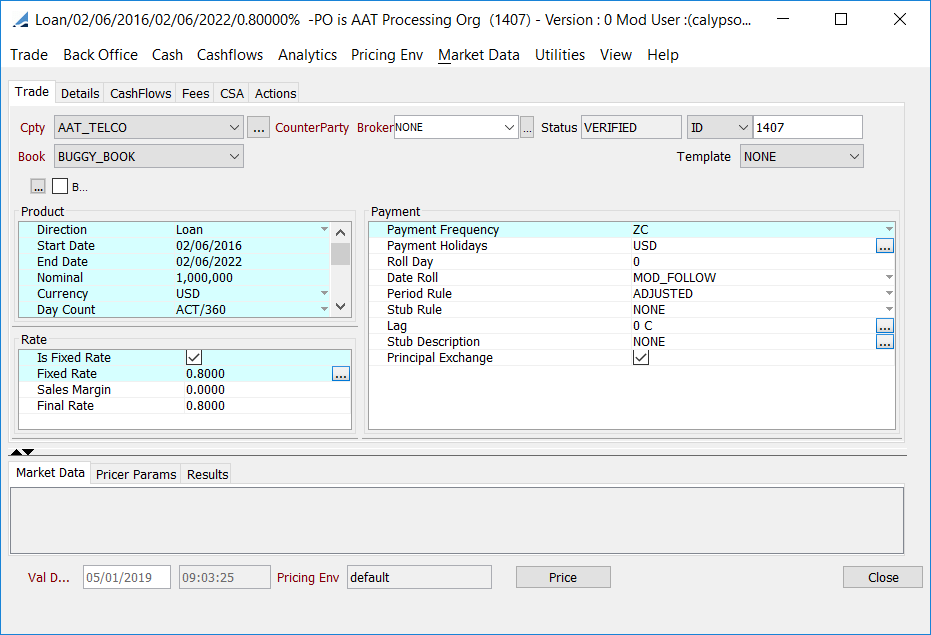 Loan/02/06/2016/02/06/2022/0.80000%  -PO is AAT Processing Org  (1407) - Version : 0 Mod User :(calypso...
Trade Back Office Cash Cashflows Analytics Pricing Env Market Data Utilities View Help
Trade Details CashFlows Fees CSA Actions
Cpty AAT_TELCO ... CounterParty Broker NONE ... Status VERIFIED ID 1407
Book BUGGY_BOOK Template NONE
... B...
Product
Direction Loan
Start Date 02/06/2016
End Date 02/06/2022
Nominal 1,000,000
Currency USD
Day Count ACT/360
Rate
Is Fixed Rate
Fixed Rate 0.8000 ...
Sales Margin 0.0000
Final Rate 0.8000
Payment
Payment Frequency ZC
Payment Holidays USD ...
Roll Day 0
Date Roll MOD_FOLLOW
Period Rule ADJUSTED
Stub Rule NONE
Lag 0 C ...
Stub Description NONE ...
Principal Exchange
Market Data Pricer Params Results
Val D... 05/01/2019 09:03:25 Pricing Env default Price Close